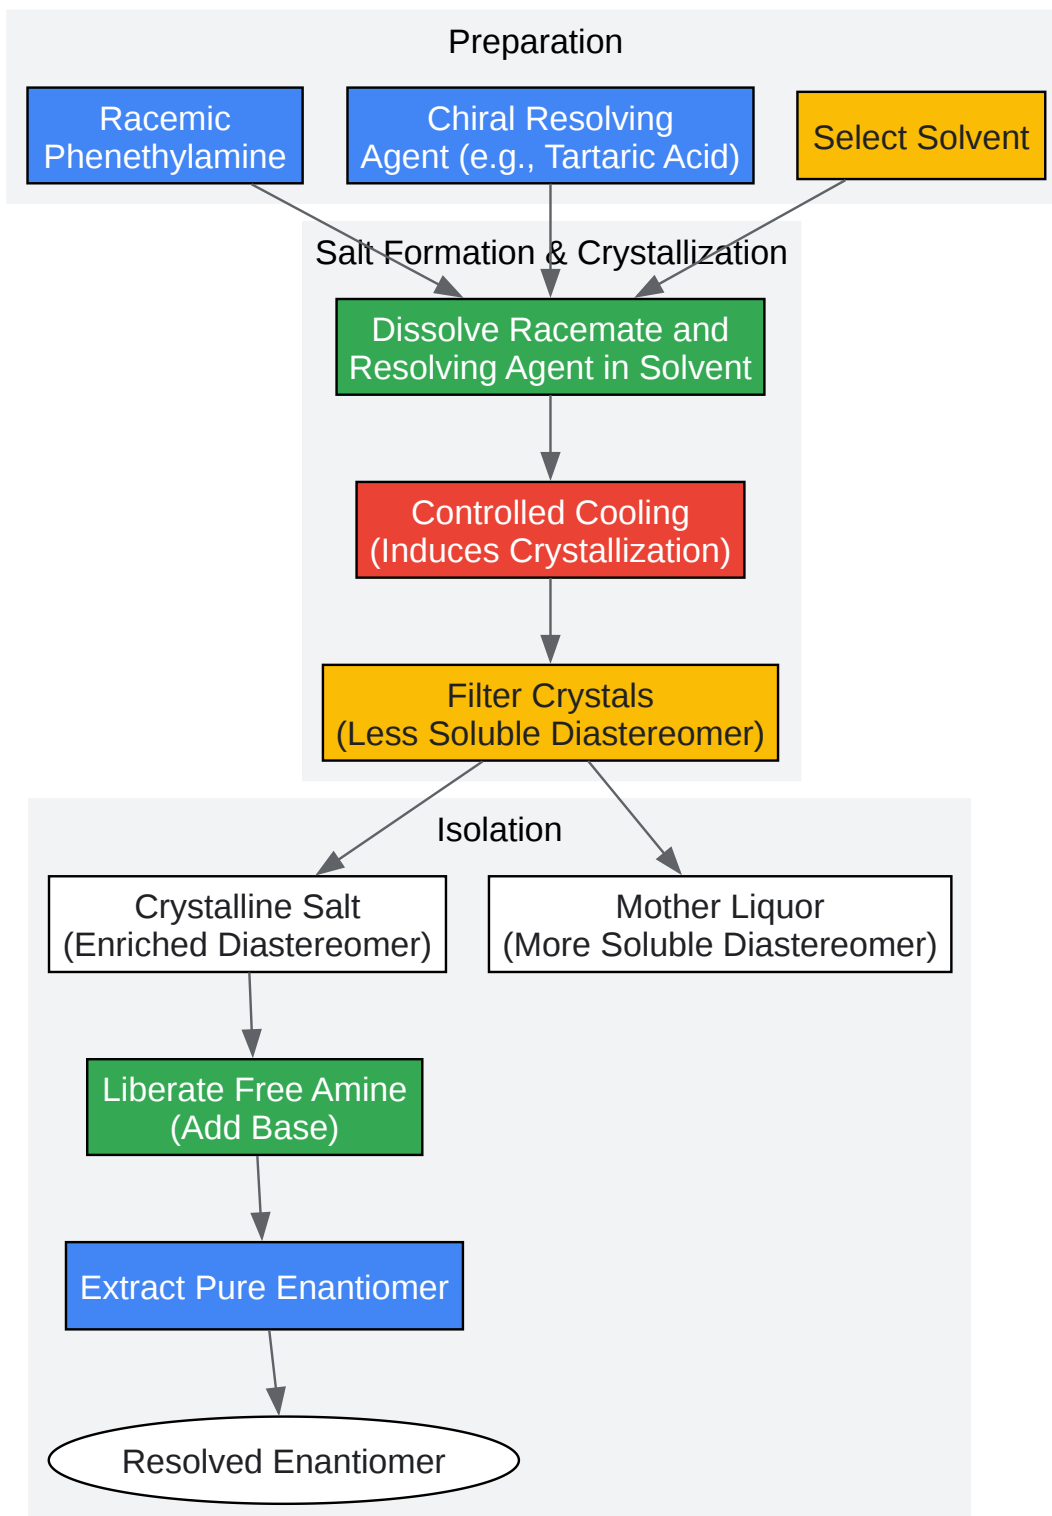 Preparation
Racemic
Phenethylamine
Chiral Resolving
Agent (e.g., Tartaric Acid)
Select Solvent
Salt Formation & Crystallization
Dissolve Racemate and
Resolving Agent in Solvent
Controlled Cooling
(Induces Crystallization)
Filter Crystals
(Less Soluble Diastereomer)
Isolation
Crystalline Salt
(Enriched Diastereomer)
Mother Liquor
(More Soluble Diastereomer)
Liberate Free Amine
(Add Base)
Extract Pure Enantiomer
Resolved Enantiomer